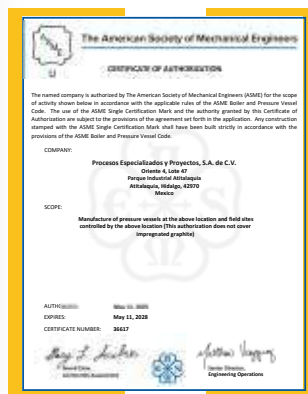 The American Society of Mechanical Engineers
U
CERTIFICATE OF AUTHORIZATION
The named company is authorized by The American Society of Mechanical Engineers (ASME) for the scope
of activity shown below in accordance with the applicable rules of the ASME Boiler and Pressure Vessel
Code. The use of the ASME Single Certification Mark and the authority granted by this Certificate of
Authorization are subject to the provisions of the agreement set forth in the application. Any construction
stamped with the ASME Single Certification Mark shall have been built strictly in accordance with the
provisions of the ASME Boiler and Pressure Vessel Code.
COMPANY:
Procesos Especializados y Proyectos, S.A. de C.V.
Oriente 4, Lote 47
Parque Industrial Atitalaquia
Atitalaquia, Hidalgo, 42970
Mexico
SCOPE:
Manufacture of pressure vessels at the above location and field sites
controlled by the above location (This authorization does not cover
impregnated graphite)
EXPIRES: May 11, 2028
CERTIFICATE NUMBER: 36617
Engineering Operations